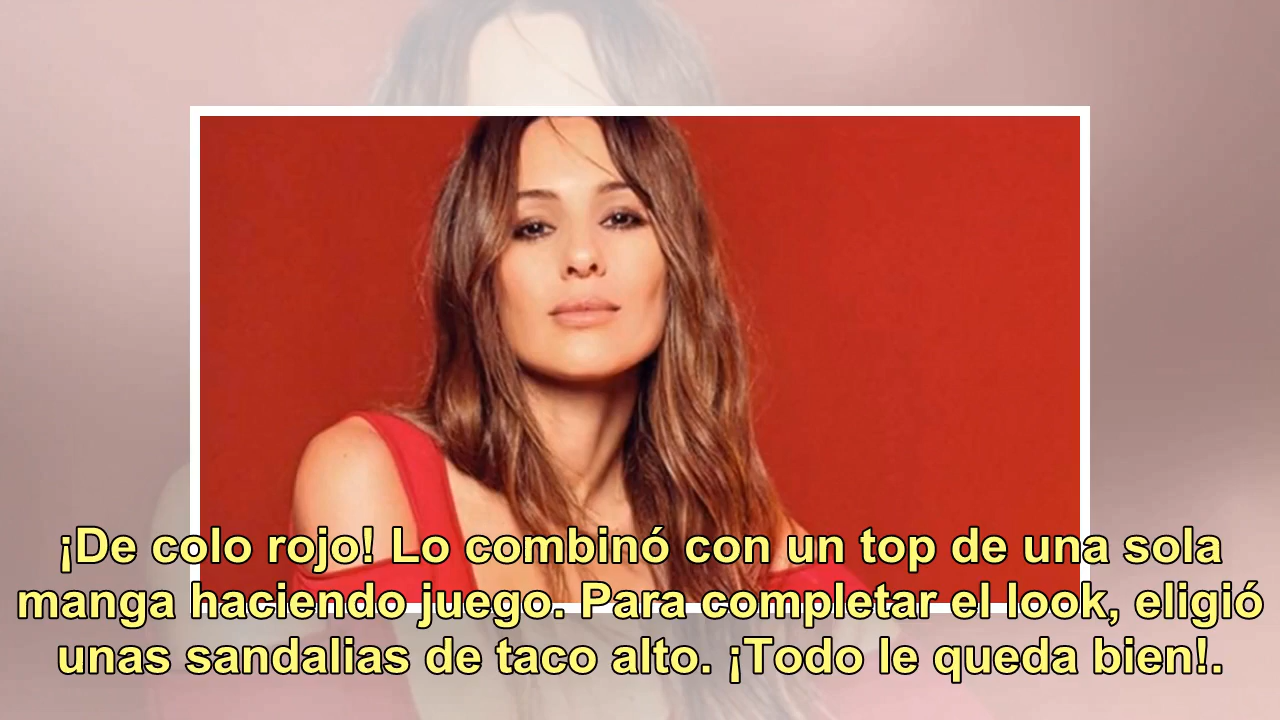 ¡De colo rojo! Lo combinó con un top de una sola
manga haciendo juego. Para completar el look, eligió
unas sandalias de taco alto. ¡Todo le queda bien!.